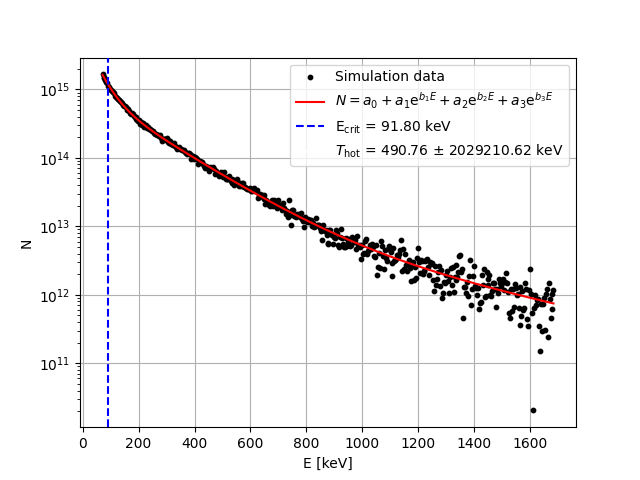 Simulation data
N = a₀ + a₁e^{b₁E} + a₂e^{b₂E} + a₃e^{b₃E}
E_crit = 91.80 keV
T_hot = 490.76 ± 2029210.62 keV
10¹⁵
10¹⁴
10¹³
10¹²
10¹¹
N
0 200 400 600 800 1000 1200 1400 1600
E [keV]